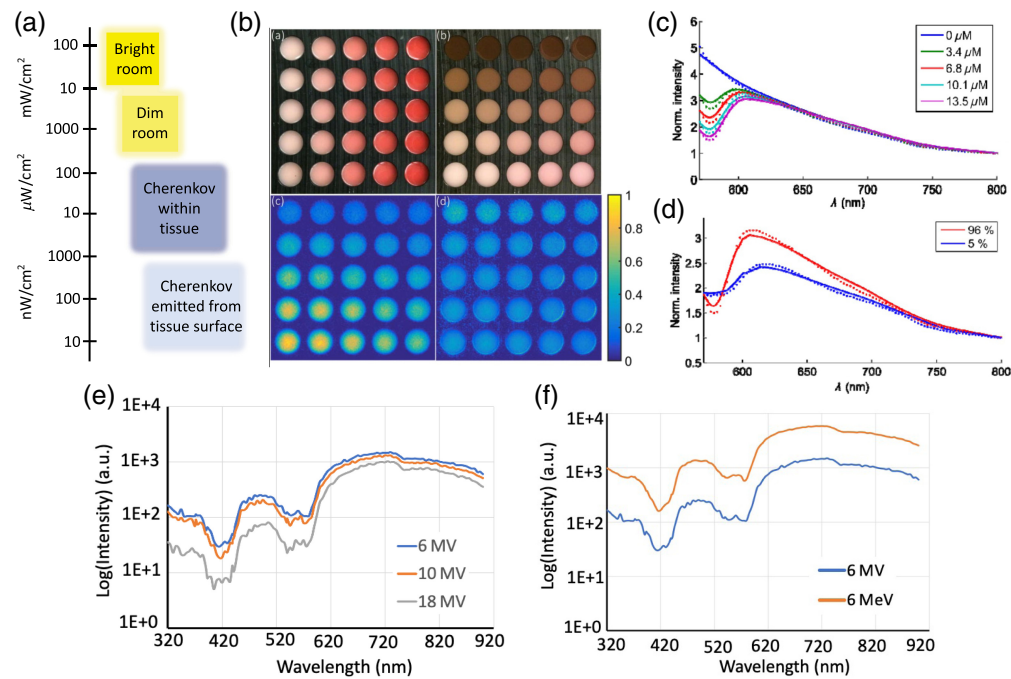 (a)
100
10
1000
100
10
1000
100
10
mW/cm²
µW/cm²
nW/cm²
Bright
room
Dim
room
Cherenkov
within
tissue
Cherenkov
emitted from
tissue surface
(b)
(a)
(b)
(c)
(d)
1
0.8
0.6
0.4
0.2
0
(c)
Norm. intensity
6
5
4
3
2
1
600
650
700
750
800
λ (nm)
0 µM
3.4 µM
6.8 µM
10.1 µM
13.5 µM
(d)
Norm. intensity
3
2.5
2
1.5
1
0.5
600
650
700
750
800
λ (nm)
96 %
5 %
(e)
Log(Intensity) (a.u.)
1E+4
1E+3
1E+2
1E+1
1E+0
320 420 520 620 720 820 920
Wavelength (nm)
6 MV
10 MV
18 MV
(f)
Log(Intensity) (a.u.)
1E+4
1E+3
1E+2
1E+1
1E+0
320 420 520 620 720 820 920
Wavelength (nm)
6 MV
6 MeV